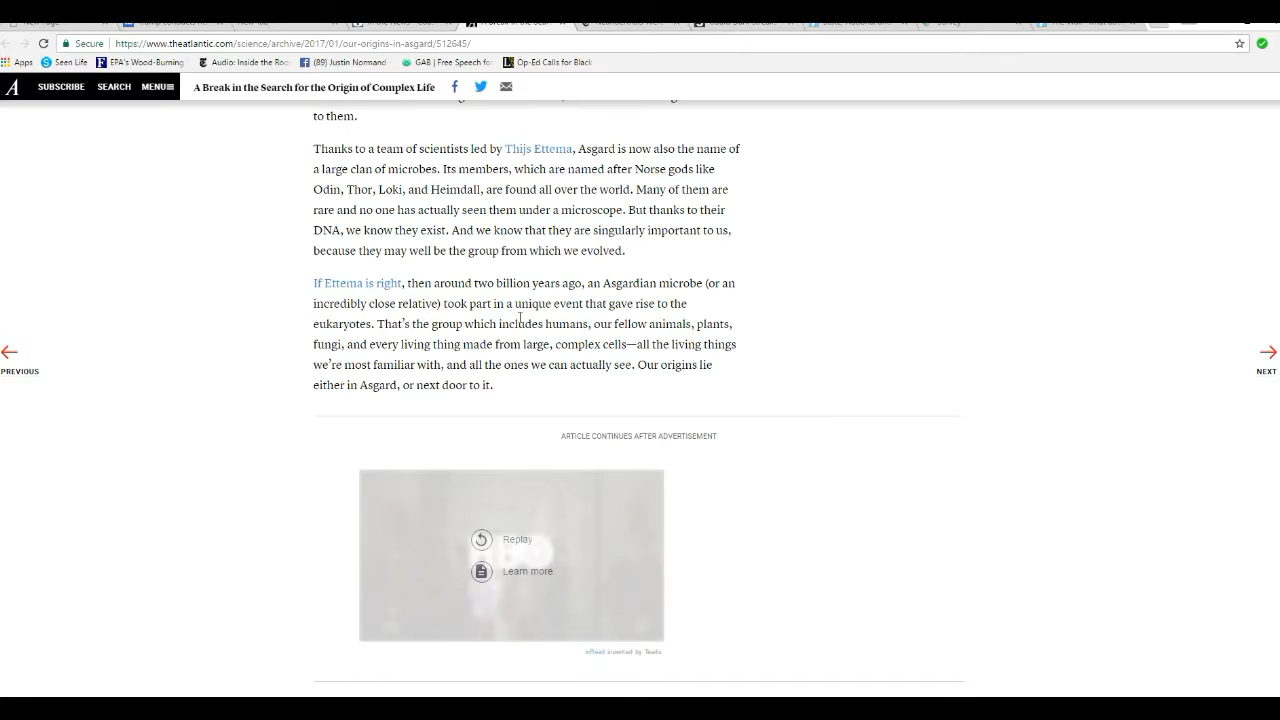 Secure
https://www.theatlantic.com/science/archive/2017/01/our-origins-in-asgard/512645/
Apps
Seen Life
EPA's Wood-Burning
Audio: Inside the Roo
(89) Justin Normand
GAB | Free Speech fo
Op-Ed Calls for Black
SUBSCRIBE SEARCH MENU
A Break in the Search for the Origin of Complex Life
to them.
Thanks to a team of scientists led by Thijs Ettema, Asgard is now also the name of
a large clan of microbes. Its members, which are named after Norse gods like
Odin, Thor, Loki, and Heimdall, are found all over the world. Many of them are
rare and no one has actually seen them under a microscope. But thanks to their
DNA, we know they exist. And we know that they are singularly important to us,
because they may well be the group from which we evolved.
If Ettema is right, then around two billion years ago, an Asgardian microbe (or an
incredibly close relative) took part in a unique event that gave rise to the
eukaryotes. That's the group which includes humans, our fellow animals, plants,
fungi, and every living thing made from large, complex cells—all the living things
we're most familiar with, and all the ones we can actually see. Our origins lie
either in Asgard, or next door to it.
PREVIOUS
NEXT
ARTICLE CONTINUES AFTER ADVERTISEMENT
Replay
Learn more
inRead invented by Teads